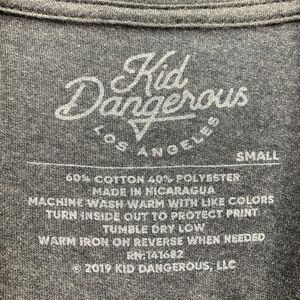 Kid
Dangerous
LOS ANGELES
SMALL
60% COTTON 40% POLYESTER
MADE IN NICARAGUA
MACHINE WASH WARM WITH LIKE COLORS
TURN INSIDE OUT TO PROTECT PRINT
TUMBLE DRY LOW
WARM IRON ON REVERSE WHEN NEEDED
RN:141682
© 2019 KID DANGEROUS, LLC